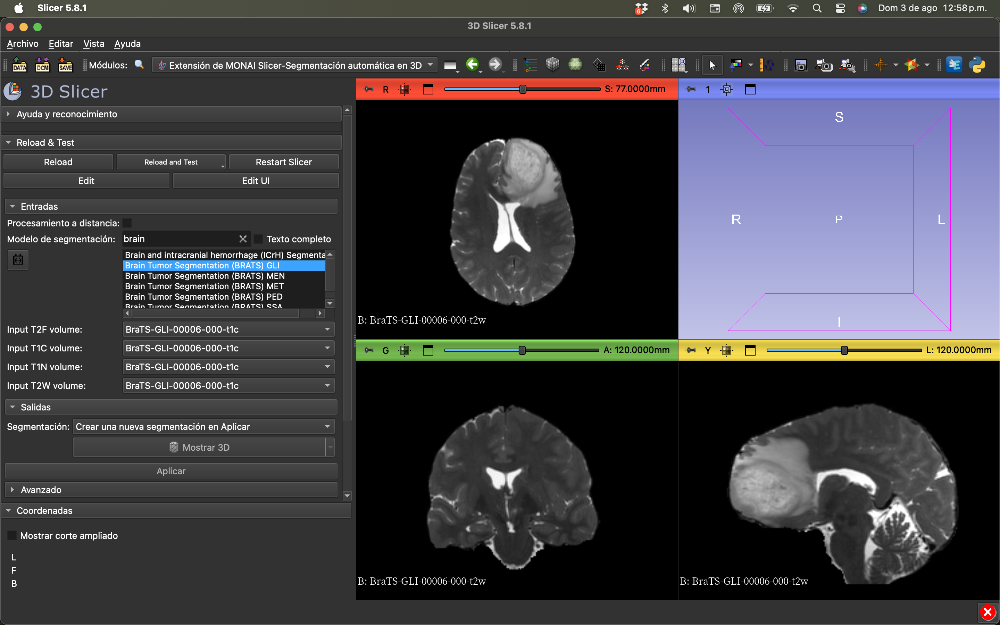 Slicer 5.8.1
6
Dom 3 de ago 12:58 p.m.
3D Slicer 5.8.1
Archivo Editar Vista Ayuda
DATA DCM SAVE Módulos: Extensión de MONAI Slicer-Segmentación automática en 3D
3D Slicer
Ayuda y reconocimiento
Reload & Test
Reload Reload and Test Restart Slicer
Edit Edit UI
Entradas
Procesamiento a distancia:
Modelo de segmentación: brain Texto completo
Brain and intracranial hemorrhage (ICrH) Segmenta
Brain Tumor Segmentation (BRATS) GLI
Brain Tumor Segmentation (BRATS) MEN
Brain Tumor Segmentation (BRATS) MET
Brain Tumor Segmentation (BRATS) PED
Brain Tumor Segmentation (BRATS) SSA
Input T2F volume: BraTS-GLI-00006-000-t1c
Input T1C volume: BraTS-GLI-00006-000-t1c
Input T1N volume: BraTS-GLI-00006-000-t1c
Input T2W volume: BraTS-GLI-00006-000-t1c
Salidas
Segmentación: Crear una nueva segmentación en Aplicar
Mostrar 3D
Aplicar
Avanzado
Coordenadas
Mostrar corte ampliado
L
F
B
R S: 77.0000mm
B: BraTS-GLI-00006-000-t2w
1
S
R P L
I
G A: 120.0000mm
B: BraTS-GLI-00006-000-t2w
Y L: 120.0000mm
B: BraTS-GLI-00006-000-t2w